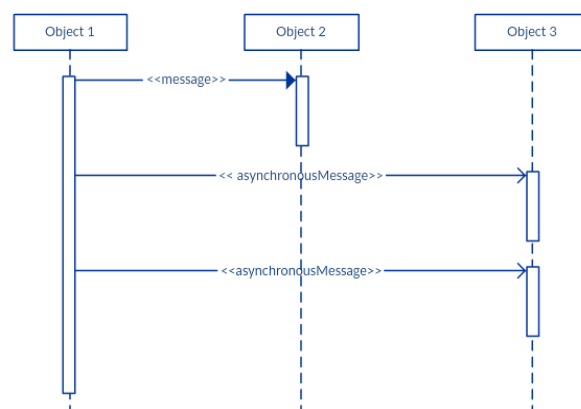 Object 1
Object 2
Object 3
<<message>>
<< asynchronousMessage>>
<<asynchronousMessage>>